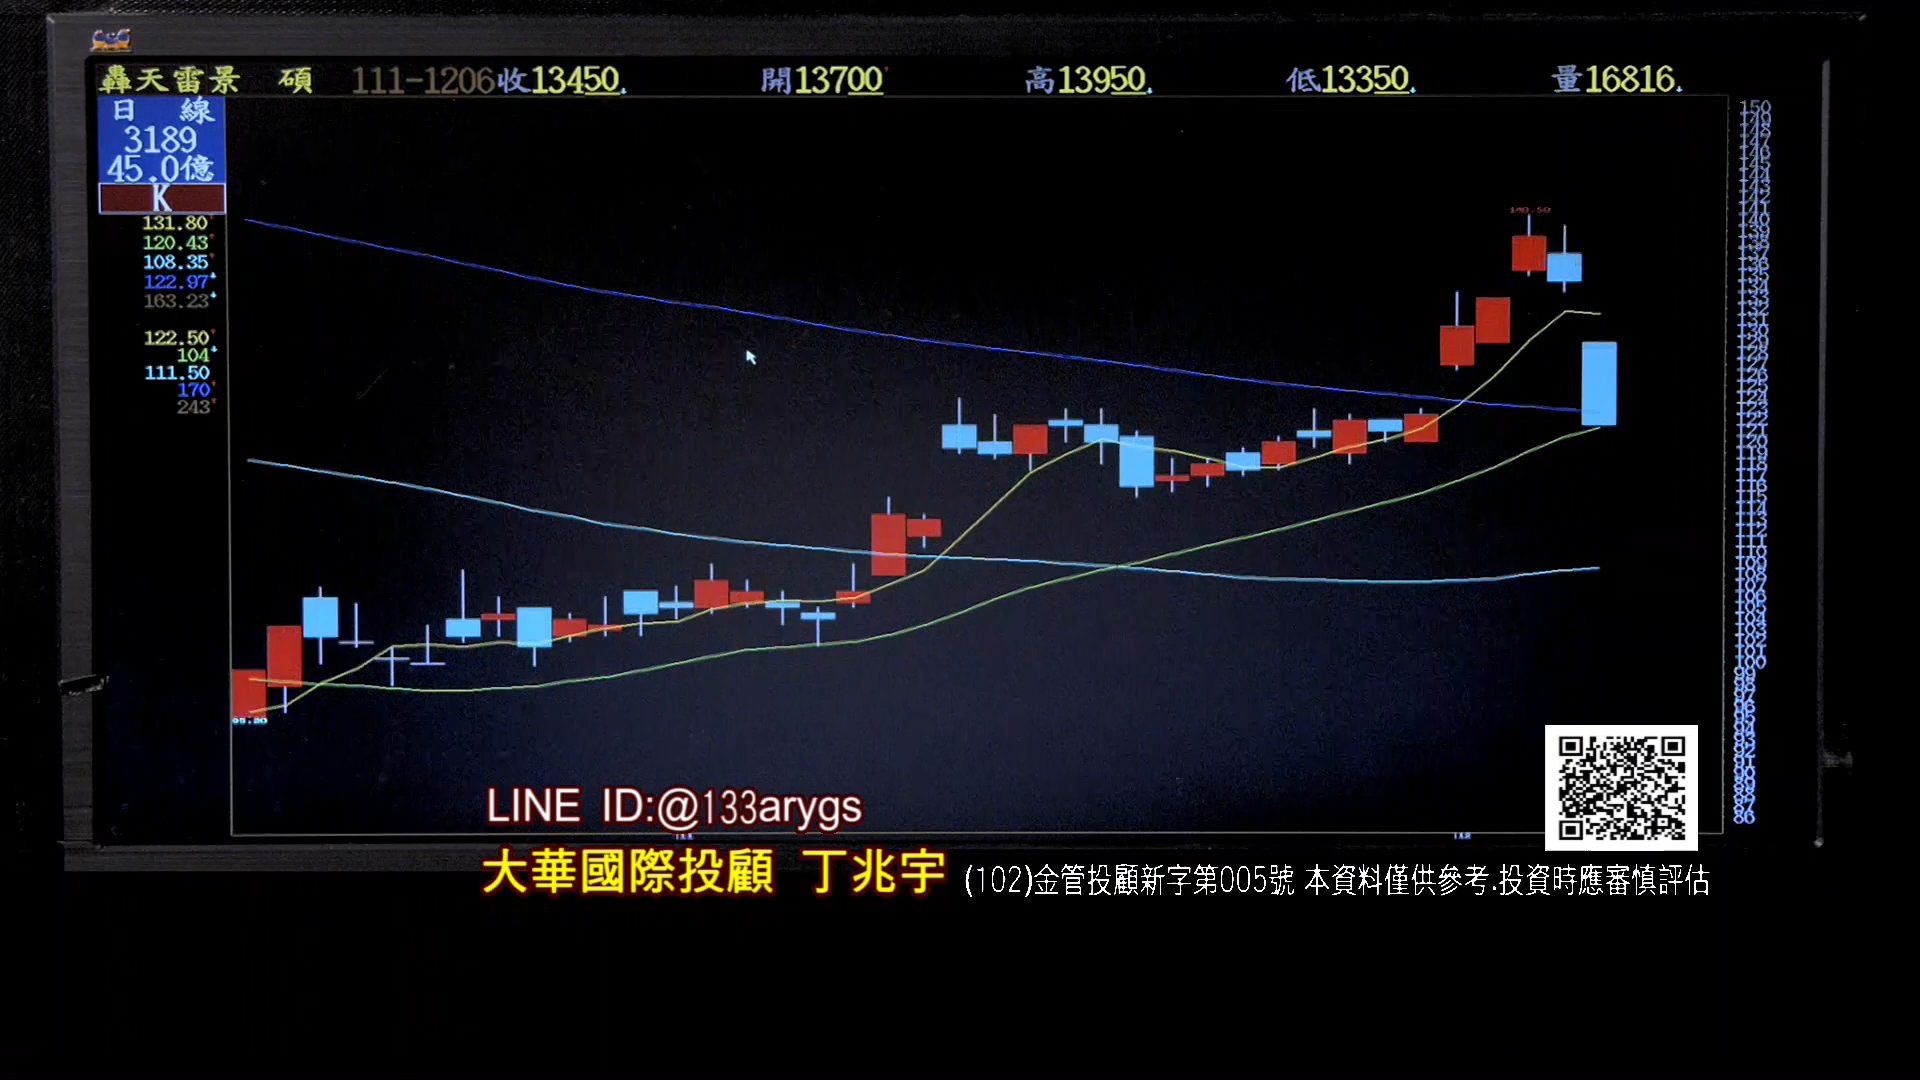 轟天雷景 碩 111-1206收13450 開13700 高13950 低13350 量16816
日 線
3189
45.0億
K
131.80
120.43
108.35
122.97
163.23
122.50
104
111.50
170
243
140.50
95.20
LINE ID:@133arygs
大華國際投顧 丁兆宇 (102)金管投顧新字第005號 本資料僅供參考.投資時應審慎評估